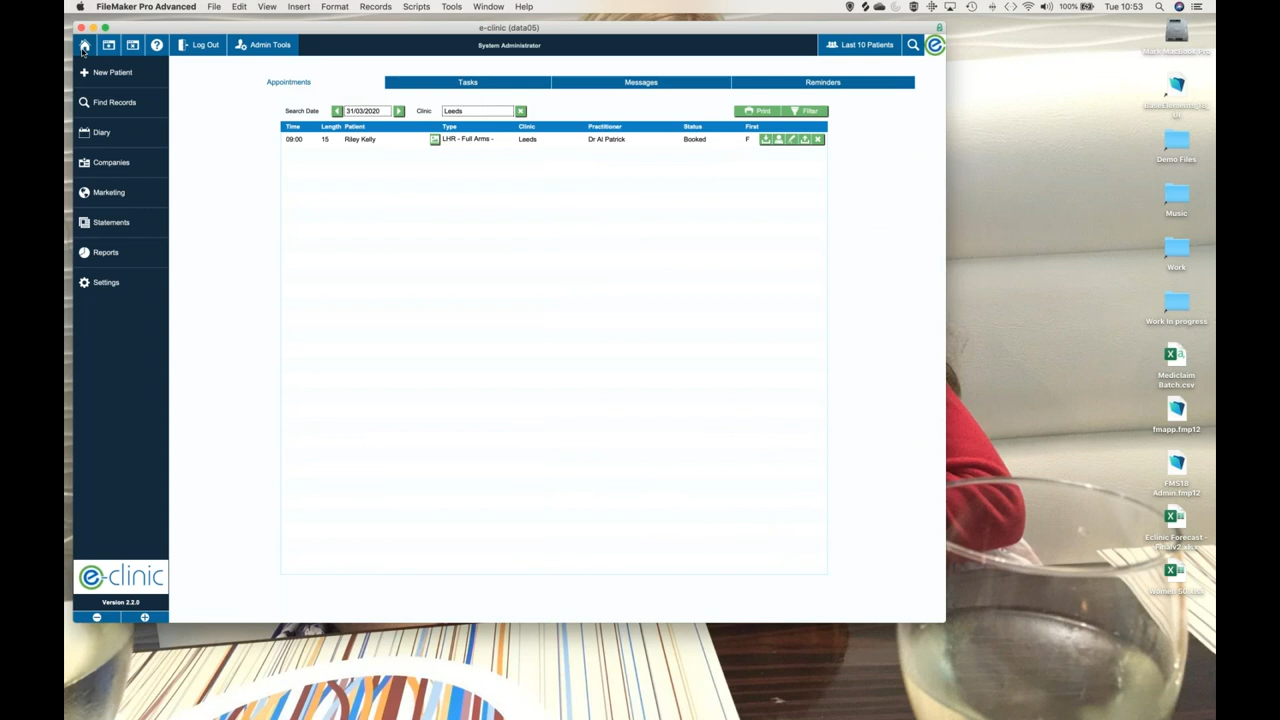 FileMaker Pro Advanced File Edit View Insert Format Records Scripts Tools Window Help 100% Tue 10:53
e-clinic (data05)
Log Out Admin Tools System Administrator Last 10 Patients
New Patient
Find Records
Diary
Companies
Marketing
Statements
Reports
Settings
e-clinic
Version 2.2.0
Appointments Tasks Messages Reminders
Search Date 31/03/2020 Clinic Leeds Print Filter
Time Length Patient Type Clinic Practitioner Status First
09:00 15 Riley Kelly LHR - Full Arms - Leeds Dr Al Patrick Booked F
Demo Files
Music
Work
Work In progress
Mediclaim
Batch.csv
fmapp.fmp12
FMS18
Admin.fmp12
Eclinic Forecast -